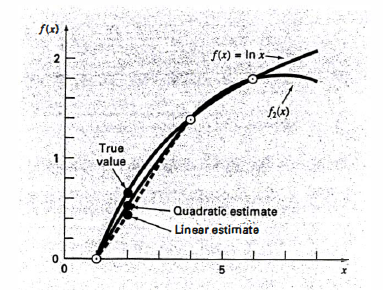 f(x)
2
f(x) = ln x
f₂(x)
True
value
1
Quadratic estimate
Linear estimate
0
0
5
x